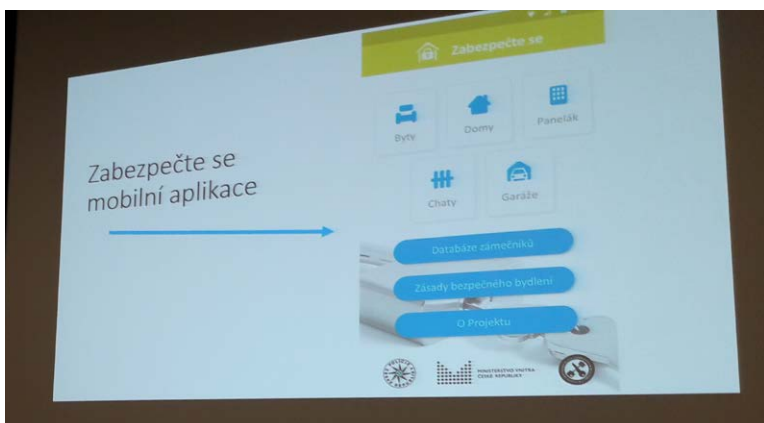 Zabezpečte se
mobilní aplikace
Zabezpečte se
Byty
Domy
Panelák
Chaty
Garáže
Databáze zámečníků
Zásady bezpečného bydlení
O Projektu
MINISTERSTVO VNITRA
ČESKÉ REPUBLIKY